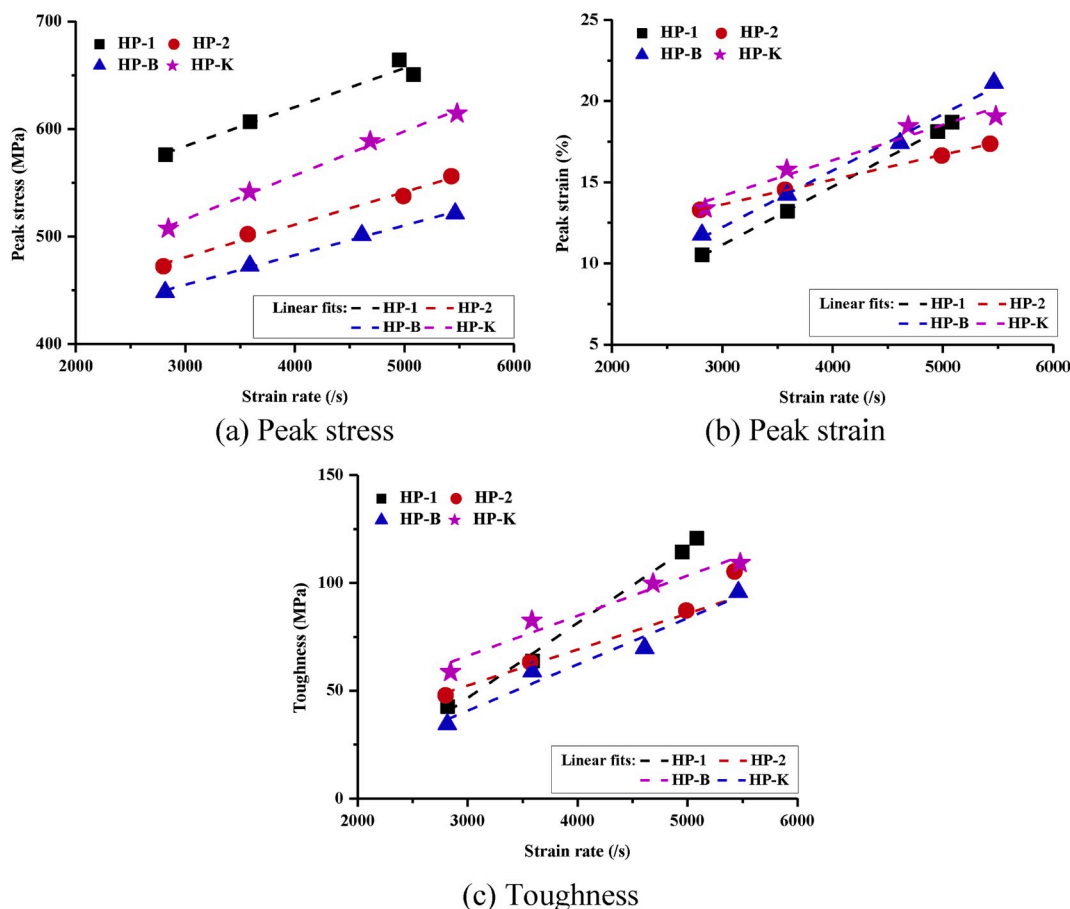 700
600
500
400
Peak stress (MPa)
HP-1 HP-2
HP-B HP-K
Linear fits: HP-1 HP-2
HP-B HP-K
2000 3000 4000 5000 6000
Strain rate (/s)
(a) Peak stress
25
20
15
10
5
Peak strain (%)
HP-1 HP-2
HP-B HP-K
Linear fits: HP-1 HP-2
HP-B HP-K
2000 3000 4000 5000 6000
Strain rate (/s)
(b) Peak strain
150
100
50
0
Toughness (MPa)
HP-1 HP-2
HP-B HP-K
Linear fits: HP-1 HP-2
HP-B HP-K
2000 3000 4000 5000 6000
Strain rate (/s)
(c) Toughness